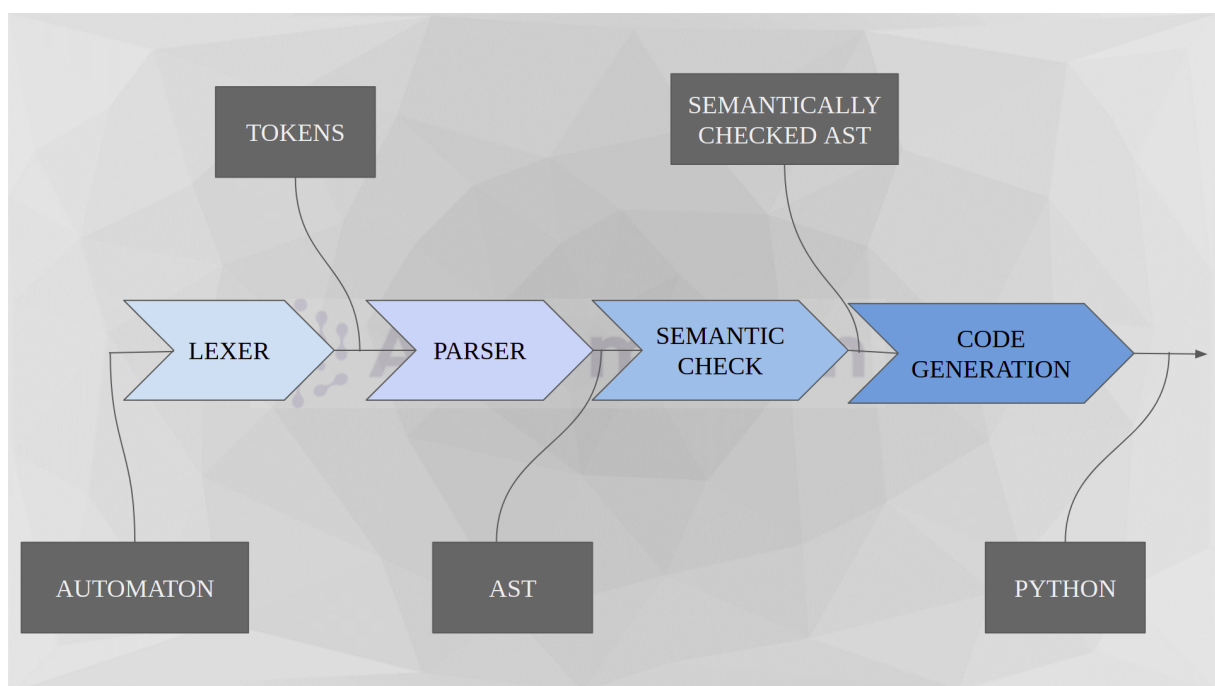 TOKENS
SEMANTICALLY
CHECKED AST
LEXER
PARSER
SEMANTIC
CHECK
CODE
GENERATION
AUTOMATON
AST
PYTHON